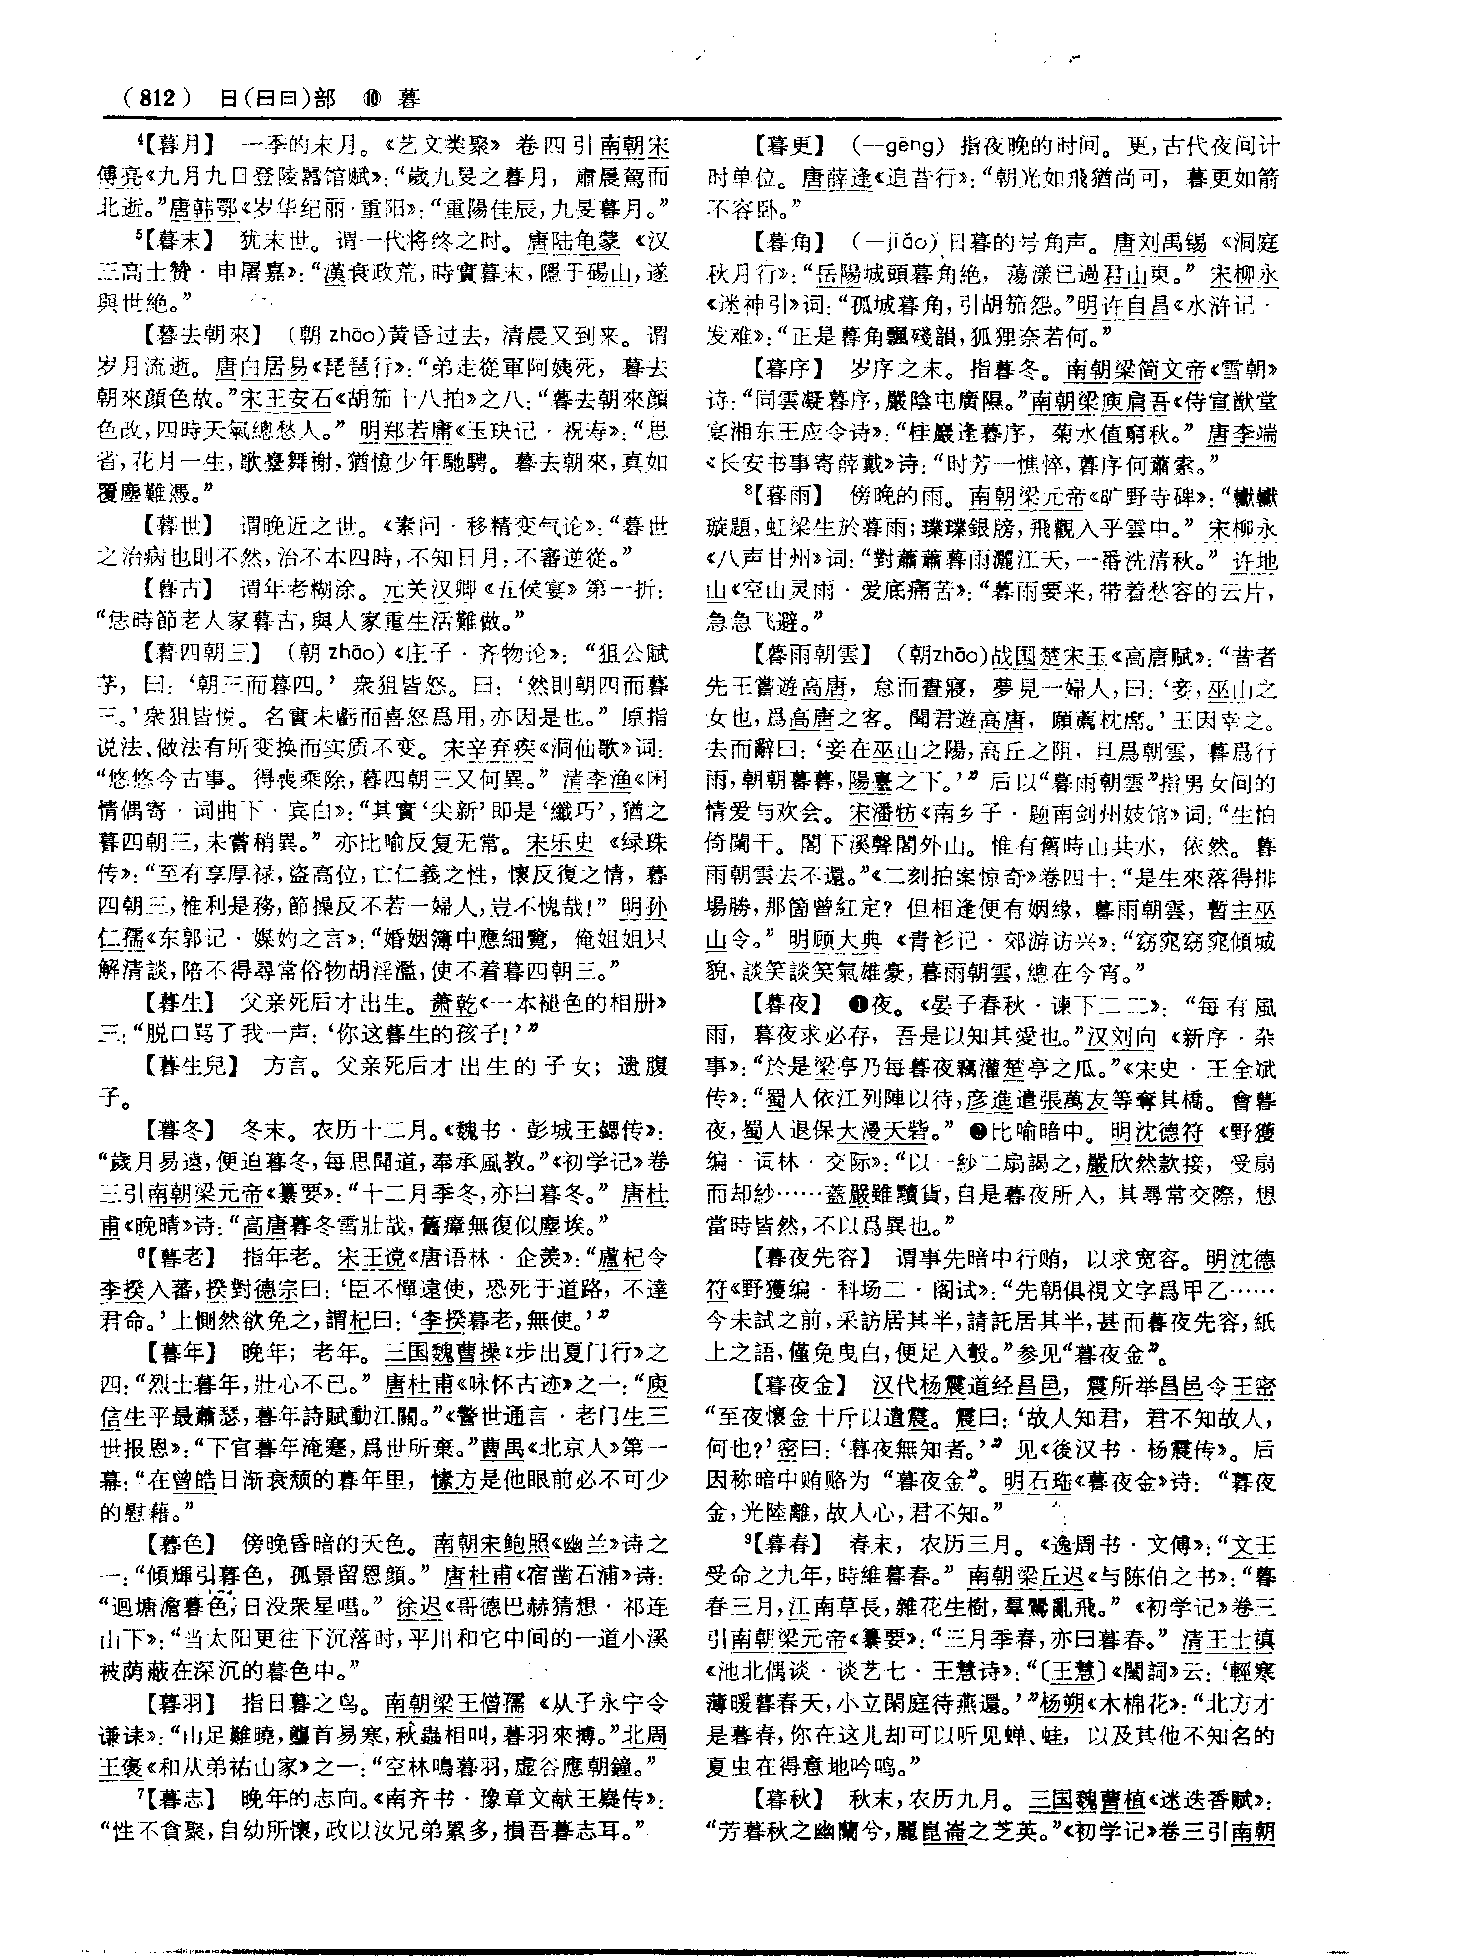 （812） 日(日曰)部 ⑩ 暮
⁴【暮月】 一季的末月。《艺文类聚》卷四引南朝宋
傅亮《九月九日登陵嚣馆赋》：“歲九旻之暮月，肅晨駕而
北逝。”唐韩鄂《岁华纪丽·重阳》：“重陽佳辰，九旻暮月。”
⁵【暮末】 犹末世。谓一代将终之时。唐陆龟蒙《汉
三高士赞·申屠嘉》：“漢衰政荒，時實暮末，隱于碭山，遂
與世絶。”
【暮去朝來】 （朝 zhāo)黄昏过去，清晨又到来。谓
岁月流逝。唐白居易《琵琶行》：“弟走從軍阿姨死，暮去
朝來顔色故。”宋王安石《胡笳十八拍》之八：“暮去朝來顔
色改，四時天氣總愁人。”明郑若庸《玉玦记·祝寿》：“思
省，花月一生，歌臺舞榭，猶憶少年馳騁。暮去朝來，真如
覆塵難憑。”
【暮世】 谓晚近之世。《素问·移精变气论》：“暮世
之治病也則不然，治不本四時，不知日月，不審逆從。”
【暮古】 谓年老糊涂。元关汉卿《五侯宴》第一折：
“恁時節老人家暮古，與人家重生活難做。”
【暮四朝三】 （朝 zhāo）《庄子·齐物论》：“狙公賦
芧，曰：‘朝三而暮四。’衆狙皆怒。曰：‘然則朝四而暮
三。’衆狙皆悦。名實未虧而喜怒爲用，亦因是也。”原指
说法、做法有所变换而实质不变。宋辛弃疾《洞仙歌》词：
“悠悠今古事。得喪乘除，暮四朝三又何異。”清李渔《闲
情偶寄·词曲下·宾白》：“其實‘尖新’即是‘纖巧’，猶之
暮四朝三，未嘗稍異。”亦比喻反复无常。宋乐史《绿珠
传》：“至有享厚禄，盜高位，亡仁義之性，懷反復之情，暮
四朝三，惟利是務，節操反不若一婦人，豈不愧哉！”明孙
仁孺《东郭记·媒妁之言》：“婚姻簿中應細覽，俺姐姐只
解清談，陪不得尋常俗物胡淫濫，使不着暮四朝三。”
【暮生】 父亲死后才出生。萧乾《一本褪色的相册》
三：“脱口骂了我一声：‘你这暮生的孩子！’”
【暮生兒】 方言。父亲死后才出生的子女；遗腹
子。
【暮冬】 冬末。农历十二月。《魏书·彭城王勰传》：
“歲月易遠，便迫暮冬，每思聞道，奉承風教。”《初学记》卷
三引南朝梁元帝《纂要》：“十二月季冬，亦曰暮冬。”唐杜
甫《晚晴》诗：“高唐暮冬雪壯哉，舊瘴無復似塵埃。”
⁶【暮老】 指年老。宋王谠《唐语林·企羡》：“盧杞令
李揆入蕃，揆對德宗曰：‘臣不憚遠使，恐死于道路，不達
君命。’上惻然欲免之，謂杞曰：‘李揆暮老，無使。’”
【暮年】 晚年；老年。三国魏曹操《步出夏门行》之
四：“烈士暮年，壯心不已。”唐杜甫《咏怀古迹》之一：“庾
信生平最蕭瑟，暮年詩賦動江關。”《警世通言·老门生三
世报恩》：“下官暮年淹蹇，爲世所棄。”曹禺《北京人》第一
幕：“在曾皓日渐衰颓的暮年里，愫方是他眼前必不可少
的慰藉。”
【暮色】 傍晚昏暗的天色。南朝宋鲍照《幽兰》诗之
一：“傾輝引暮色，孤景留恩顔。”唐杜甫《宿凿石浦》诗：
“迴塘澹暮色，日没衆星嘒。”徐迟《哥德巴赫猜想·祁连
山下》：“当太阳更往下沉落时，平川和它中间的一道小溪
被荫蔽在深沉的暮色中。”
【暮羽】 指日暮之鸟。南朝梁王僧孺《从子永宁令
谦诔》：“山足難曉，壟首易寒，秋蟲相叫，暮羽來摶。”北周
王褒《和从弟祐山家》之一：“空林鳴暮羽，虚谷應朝鐘。”
⁷【暮志】 晚年的志向。《南齐书·豫章文献王嶷传》：
“性不貪聚，自幼所懷，政以汝兄弟累多，損吾暮志耳。”
【暮更】 （—gēng）指夜晚的时间。更，古代夜间计
时单位。唐薛逢《追昔行》：“朝光如飛猶尚可，暮更如箭
不容卧。”
【暮角】 （—jiǎo）日暮的号角声。唐刘禹锡《洞庭
秋月行》：“岳陽城頭暮角絶，蕩漾已過君山東。”宋柳永
《迷神引》词：“孤城暮角，引胡笳怨。”明许自昌《水浒记·
发难》：“正是暮角飄殘韻，狐狸奈若何。”
【暮序】 岁序之末。指暮冬。南朝梁简文帝《雪朝》
诗：“同雲凝暮序，嚴陰屯廣隰。”南朝梁庾肩吾《侍宣猷堂
宴湘东王应令诗》：“桂巖逢暮序，菊水值窮秋。”唐李端
《长安书事寄薛戴》诗：“时芳一憔悴，暮序何蕭索。”
⁸【暮雨】 傍晚的雨。南朝梁元帝《旷野寺碑》：“巘巘
璇題，虹梁生於暮雨；璞璞銀牓，飛觀入乎雲中。”宋柳永
《八声甘州》词：“對蕭蕭暮雨灑江天，一番洗清秋。”许地
山《空山灵雨·爱底痛苦》：“暮雨要来，带着愁容的云片，
急急飞避。”
【暮雨朝雲】 （朝zhāo）战国楚宋玉《高唐赋》：“昔者
先王嘗遊高唐，怠而晝寢，夢見一婦人，曰：‘妾，巫山之
女也，爲高唐之客。聞君遊高唐，願薦枕席。’王因幸之。
去而辭曰：‘妾在巫山之陽，高丘之阻，旦爲朝雲，暮爲行
雨，朝朝暮暮，陽臺之下。’”后以“暮雨朝雲”指男女间的
情爱与欢会。宋潘牥《南乡子·题南剑州妓馆》词：“生怕
倚闌干。閣下溪聲閣外山。惟有舊時山共水，依然。暮
雨朝雲去不還。”《二刻拍案惊奇》卷四十：“是生來落得排
場勝，那箇曾紅定？但相逢便有姻缘，暮雨朝雲，暫主巫
山令。”明顾大典《青衫记·郊游访兴》：“窈窕窈窕傾城
貌，談笑談笑氣雄豪，暮雨朝雲，總在今宵。”
【暮夜】 ❶夜。《晏子春秋·谏下二二》：“每有風
雨，暮夜求必存，吾是以知其愛也。”汉刘向《新序·杂
事》：“於是梁亭乃每暮夜竊灌楚亭之瓜。”《宋史·王全斌
传》：“蜀人依江列陣以待，彦進遣張萬友等奪其橋。會暮
夜，蜀人退保大漫天砦。”❷比喻暗中。明沈德符《野獲
编·词林·交际》：“以一紗二扇謁之，嚴欣然款接，受扇
而却紗……蓋嚴雖黷貨，自是暮夜所入，其尋常交際，想
當時皆然，不以爲異也。”
【暮夜先容】 谓事先暗中行贿，以求宽容。明沈德
符《野獲编·科场二·阁试》：“先朝俱視文字爲甲乙……
今未試之前，采訪居其半，請託居其半，甚而暮夜先容，紙
上之語，僅免曳白，便足入彀。”参见“暮夜金”。
【暮夜金】 汉代杨震道经昌邑，震所举昌邑令王密
“至夜懷金十斤以遺震。震曰：‘故人知君，君不知故人，
何也？’密曰：‘暮夜無知者。’”见《後汉书·杨震传》。后
因称暗中贿赂为“暮夜金”。明石珤《暮夜金》诗：“暮夜
金，光陸離，故人心，君不知。”
⁹【暮春】 春末，农历三月。《逸周书·文傅》：“文王
受命之九年，時維暮春。”南朝梁丘迟《与陈伯之书》：“暮
春三月，江南草長，雜花生樹，羣鶯亂飛。”《初学记》卷三
引南朝梁元帝《纂要》：“三月季春，亦曰暮春。”清王士禛
《池北偶谈·谈艺七·王慧诗》：“〔王慧〕《閨詞》云：‘輕寒
薄暖暮春天，小立閑庭待燕還。’”杨朔《木棉花》：“北方才
是暮春，你在这儿却可以听见蝉、蛙，以及其他不知名的
夏虫在得意地吟鸣。”
【暮秋】 秋末，农历九月。三国魏曹植《迷迭香赋》：
“芳暮秋之幽蘭兮，麗崑崙之芝英。”《初学记》卷三引南朝